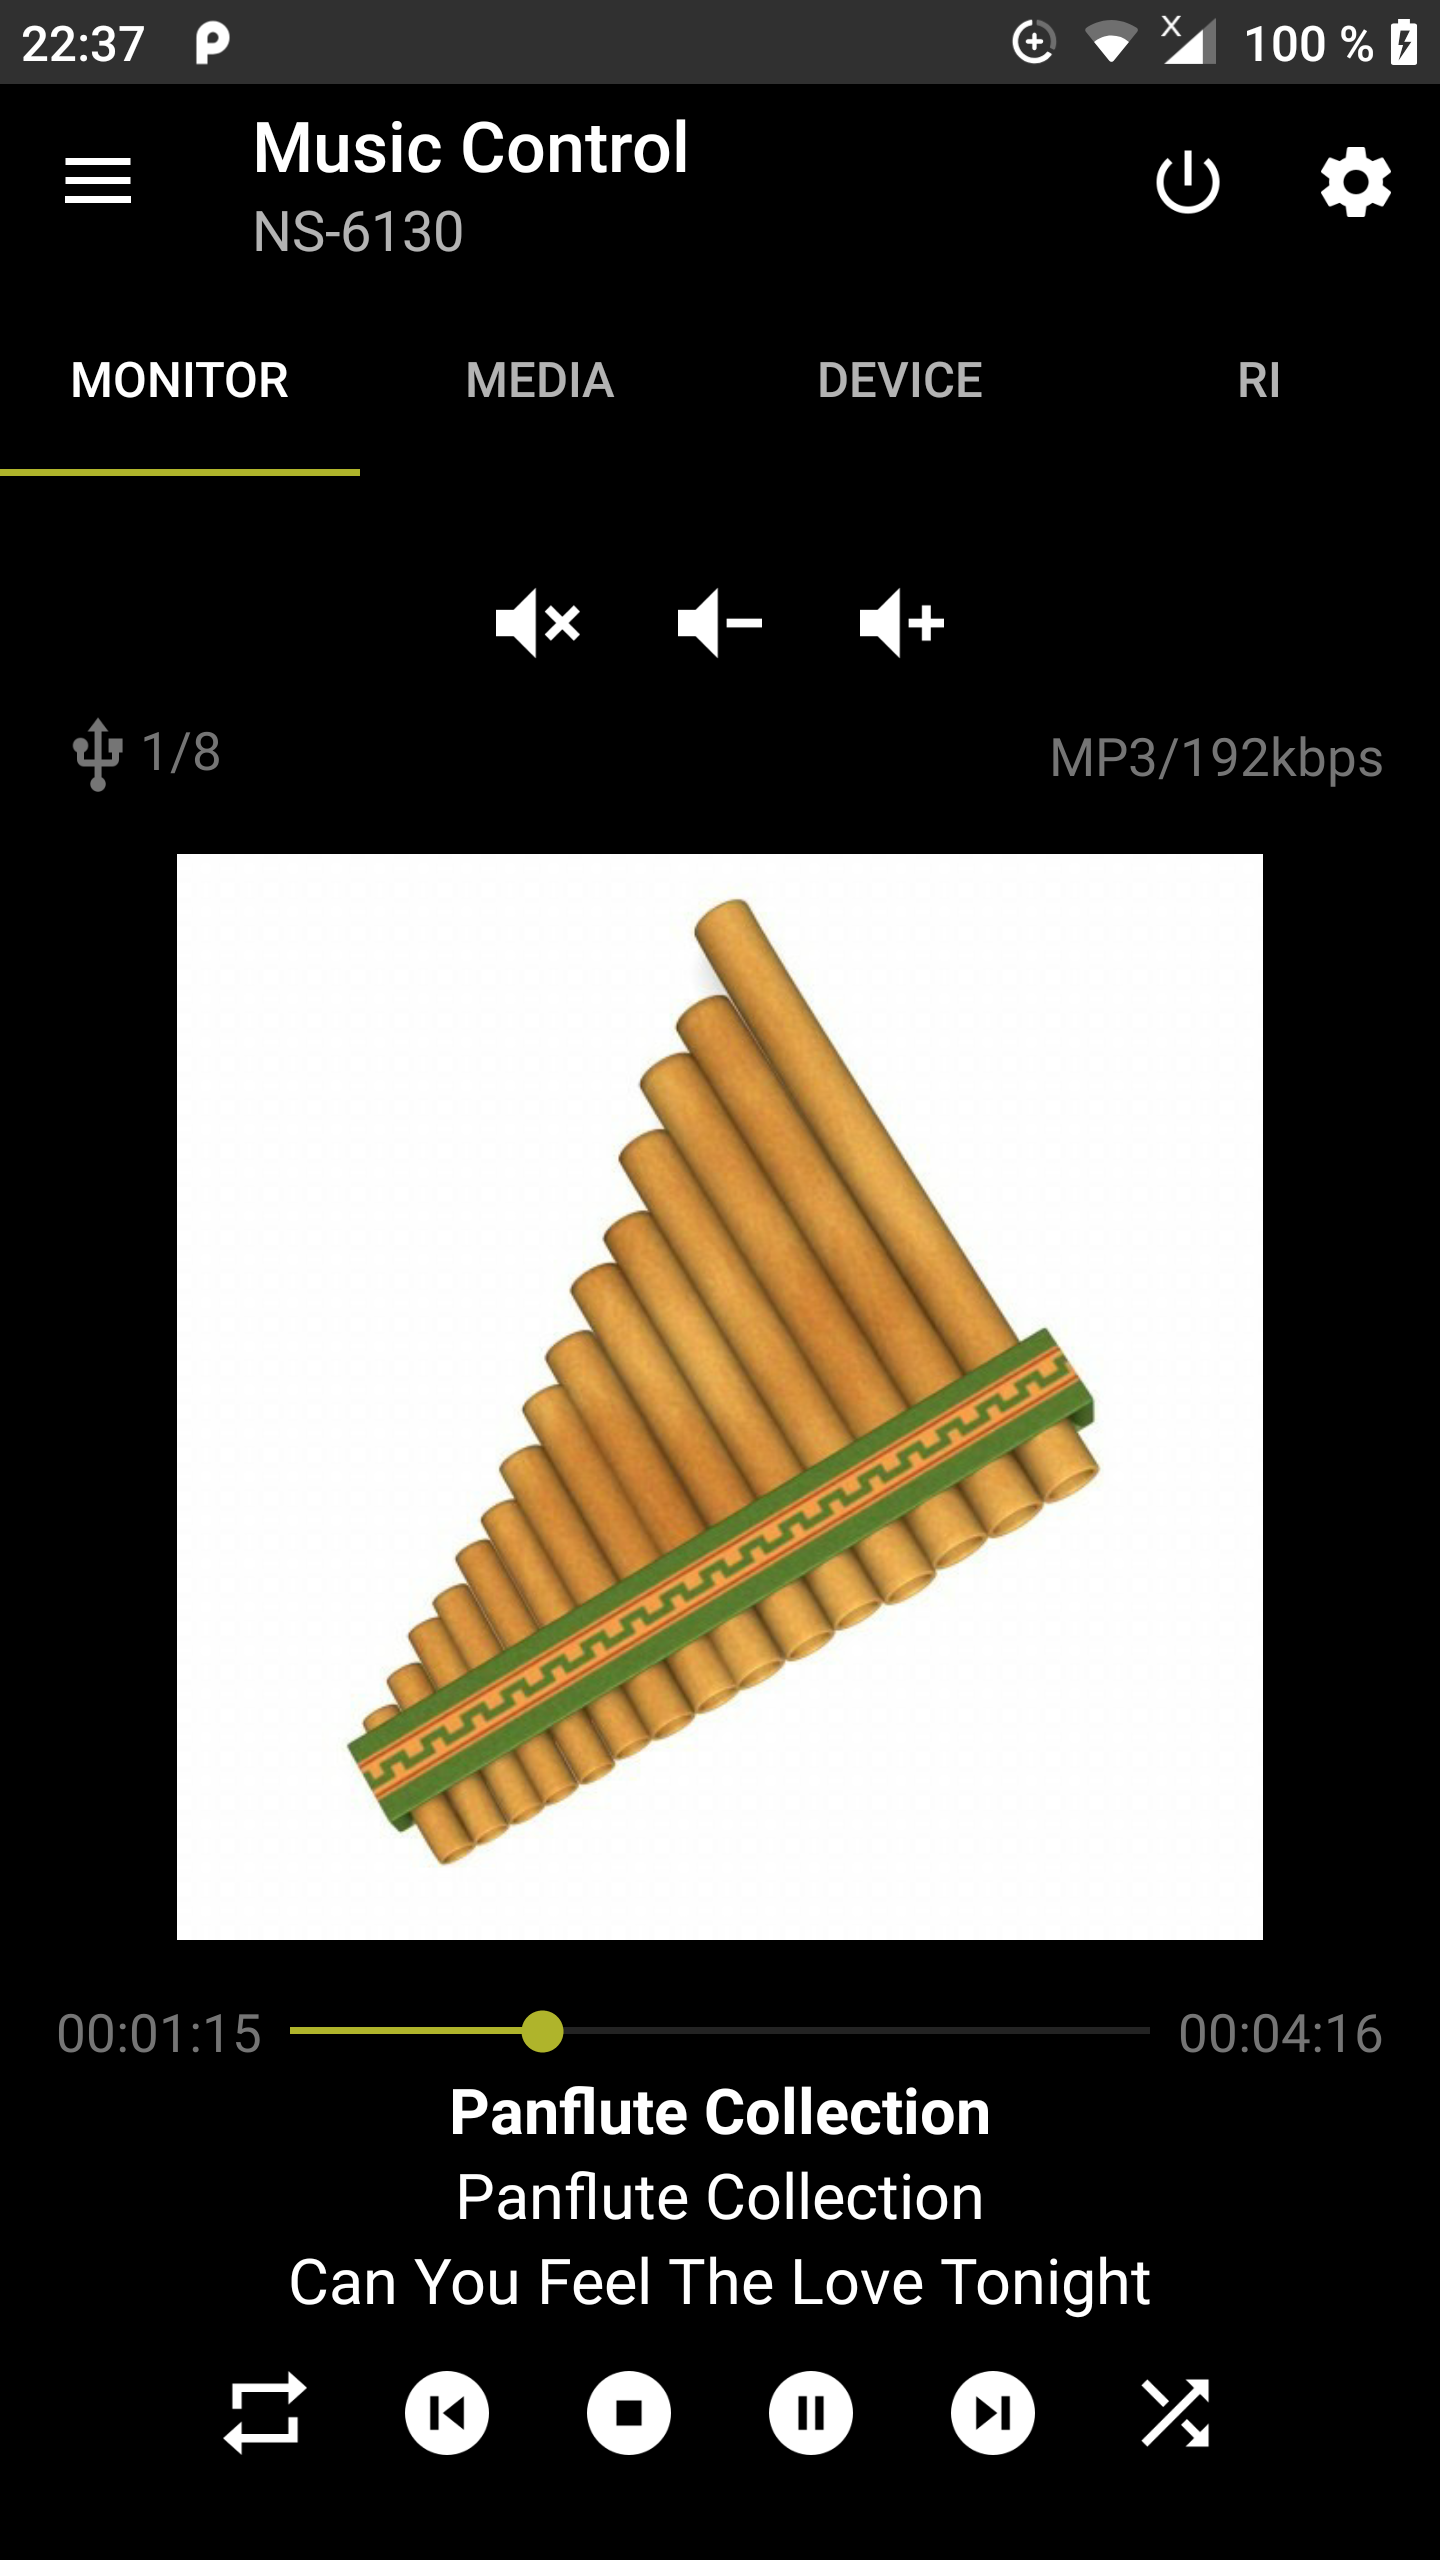 22:37 100 %
Music Control
NS-6130
MONITOR MEDIA DEVICE RI
1/8 MP3/192kbps
00:01:15 00:04:16
Panflute Collection
Panflute Collection
Can You Feel The Love Tonight